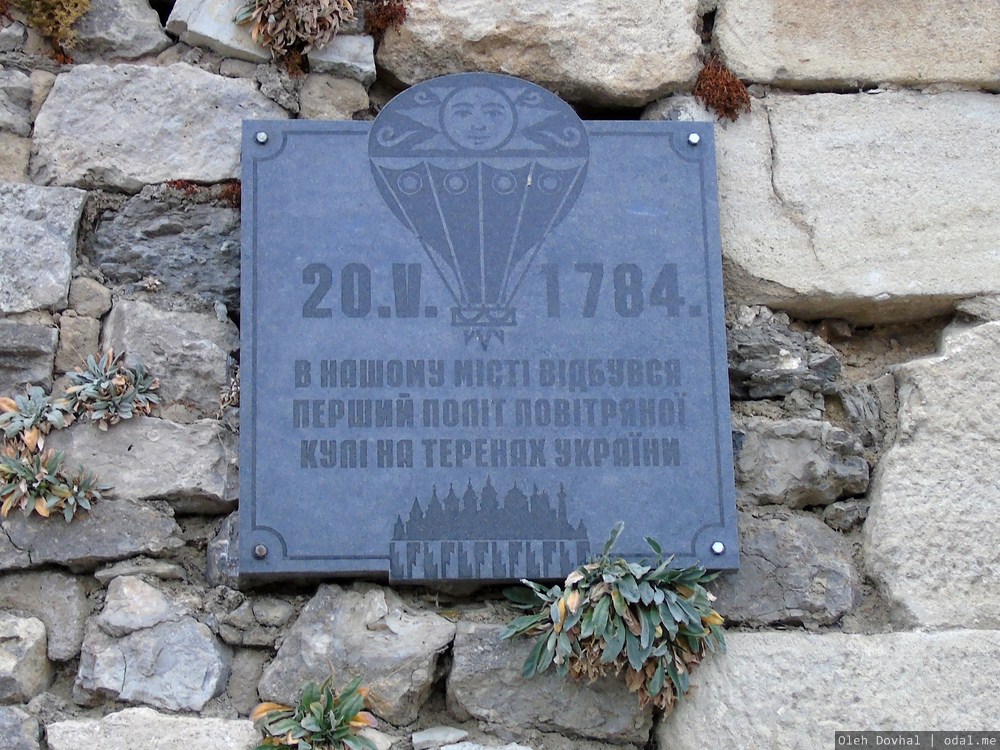 20.V. 1784.
В НАШОМУ МІСТІ ВІДБУВСЯ
ПЕРШИЙ ПОЛІТ ПОВІТРЯНОЇ
КУЛІ НА ТЕРЕНАХ УКРАЇНИ
Oleh Dovhal | odal.me